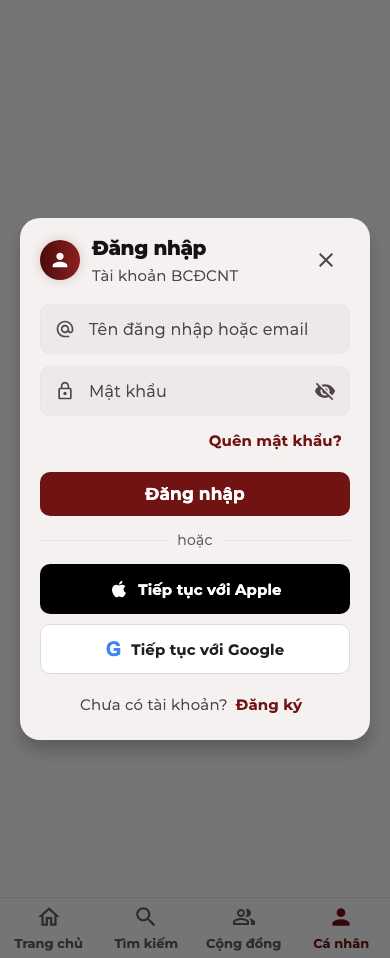 Đăng nhập
Tài khoản BCĐCNT
Tên đăng nhập hoặc email
Mật khẩu
Quên mật khẩu?
Đăng nhập
hoặc
Tiếp tục với Apple
G Tiếp tục với Google
Chưa có tài khoản? Đăng ký
Trang chủ Tìm kiếm Cộng đồng Cá nhân